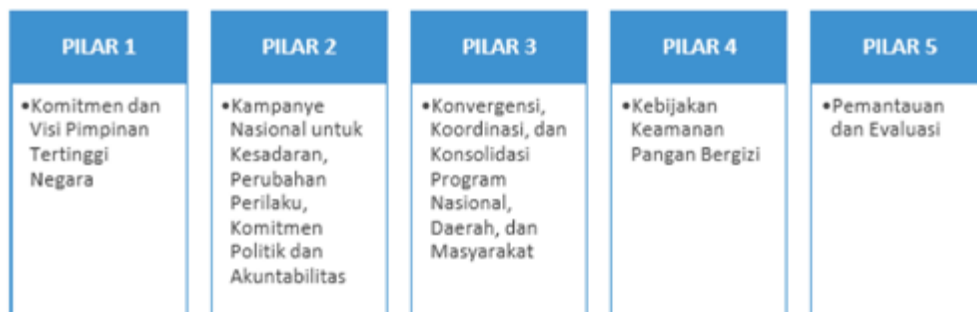 PILAR 1
•Komitmen dan
Visi Pimpinan
Tertinggi
Negara
PILAR 2
•Kampanye
Nasional untuk
Kesadaran,
Perubahan
Perilaku,
Komitmen
Politik dan
Akuntabilitas
PILAR 3
•Konvergensi,
Koordinasi, dan
Konsolidasi
Program
Nasional,
Daerah, dan
Masyarakat
PILAR 4
•Kebijakan
Keamanan
Pangan Bergizi
PILAR 5
•Pemantauan
dan Evaluasi